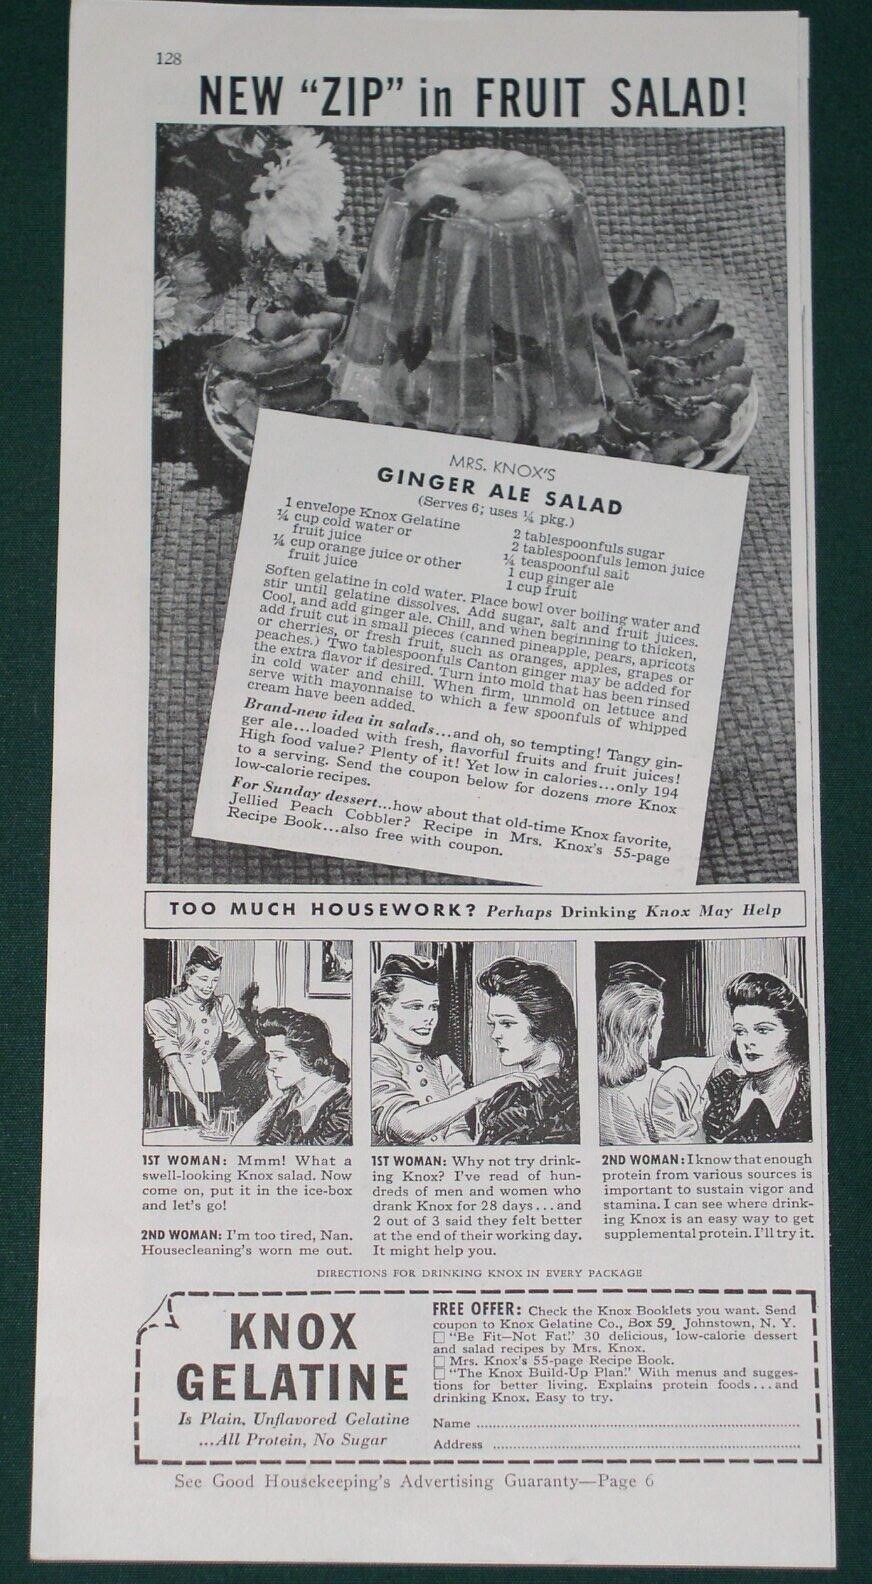 128
NEW "ZIP" in FRUIT SALAD!
MRS. KNOX'S
GINGER ALE SALAD
(Serves 6; uses ¼ pkg.)
1 envelope Knox Gelatine
¼ cup cold water or
fruit juice
¼ cup orange juice or other
fruit juice
2 tablespoonfuls sugar
2 tablespoonfuls lemon juice
¼ teaspoonful salt
1 cup ginger ale
1 cup fruit
Soften gelatine in cold water. Place bowl over boiling water and
stir until gelatine dissolves. Add sugar, salt and fruit juices.
Cool, and add ginger ale. Chill, and when beginning to thicken,
add fruit cut in small pieces (canned pineapple, pears, apricots
or cherries, or fresh fruit, such as oranges, apples, grapes or
peaches.) Two tablespoonfuls Canton ginger may be added for
the extra flavor if desired. Turn into mold that has been rinsed
in cold water and chill. When firm, unmold on lettuce and
serve with mayonnaise to which a few spoonfuls of whipped
cream have been added.
Brand-new idea in salads...and oh, so tempting! Tangy gin-
ger ale...loaded with fresh, flavorful fruits and fruit juices!
High food value? Plenty of it! Yet low in calories...only 194
to a serving. Send the coupon below for dozens more Knox
low-calorie recipes.
For Sunday dessert...how about that old-time Knox favorite,
Jellied Peach Cobbler? Recipe in Mrs. Knox's 55-page
Recipe Book...also free with coupon.
TOO MUCH HOUSEWORK? Perhaps Drinking Knox May Help
1ST WOMAN: Mmm! What a
swell-looking Knox salad. Now
come on, put it in the ice-box
and let's go!
2ND WOMAN: I'm too tired, Nan.
Housecleaning's worn me out.
1ST WOMAN: Why not try drink-
ing Knox? I've read of hun-
dreds of men and women who
drank Knox for 28 days...and
2 out of 3 said they felt better
at the end of their working day.
It might help you.
2ND WOMAN: I know that enough
protein from various sources is
important to sustain vigor and
stamina. I can see where drink-
ing Knox is an easy way to get
supplemental protein. I'll try it.
DIRECTIONS FOR DRINKING KNOX IN EVERY PACKAGE
KNOX
GELATINE
Is Plain, Unflavored Gelatine
...All Protein, No Sugar
FREE OFFER: Check the Knox Booklets you want. Send
coupon to Knox Gelatine Co., Box 59, Johnstown, N. Y.
□ "Be Fit—Not Fat!" 30 delicious, low-calorie dessert
and salad recipes by Mrs. Knox.
□ Mrs. Knox's 55-page Recipe Book.
□ "The Knox Build-Up Plan!" With menus and sugges-
tions for better living. Explains protein foods...and
drinking Knox. Easy to try.
Name
Address
See Good Housekeeping's Advertising Guaranty—Page 6